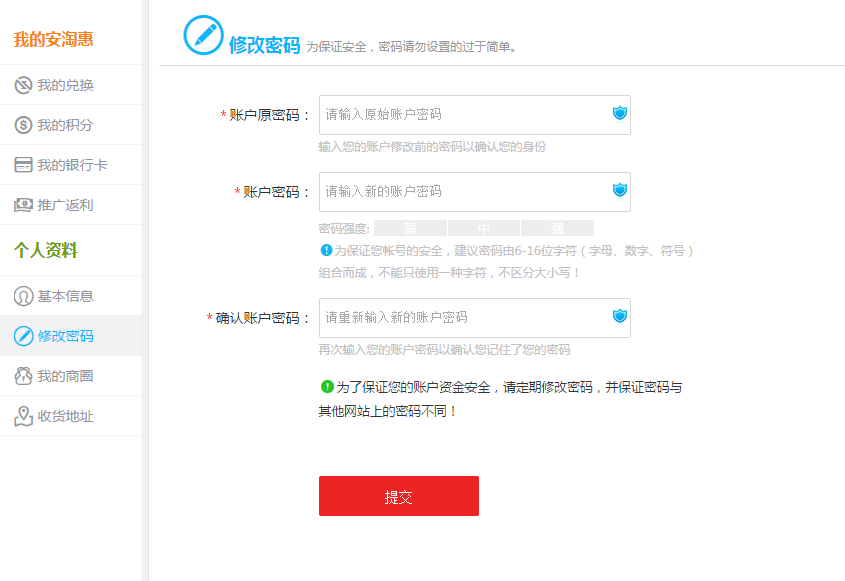 我的安淘惠
我的兑换
我的积分
我的银行卡
推广返利
个人资料
基本信息
修改密码
我的商圈
收货地址
修改密码 为保证安全，密码请勿设置的过于简单。
*账户原密码： 请输入原始账户密码
输入您的账户修改前的密码以确认您的身份
*账户密码： 请输入新的账户密码
密码强度: 弱 中 强
为保证您帐号的安全，建议密码由6-16位字符（字母、数字、符号）
组合而成，不能只使用一种字符，不区分大小写！
*确认账户密码： 请重新输入新的账户密码
再次输入您的账户密码以确认您记住了您的密码
为了保证您的账户资金安全，请定期修改密码，并保证密码与
其他网站上的密码不同！
提交